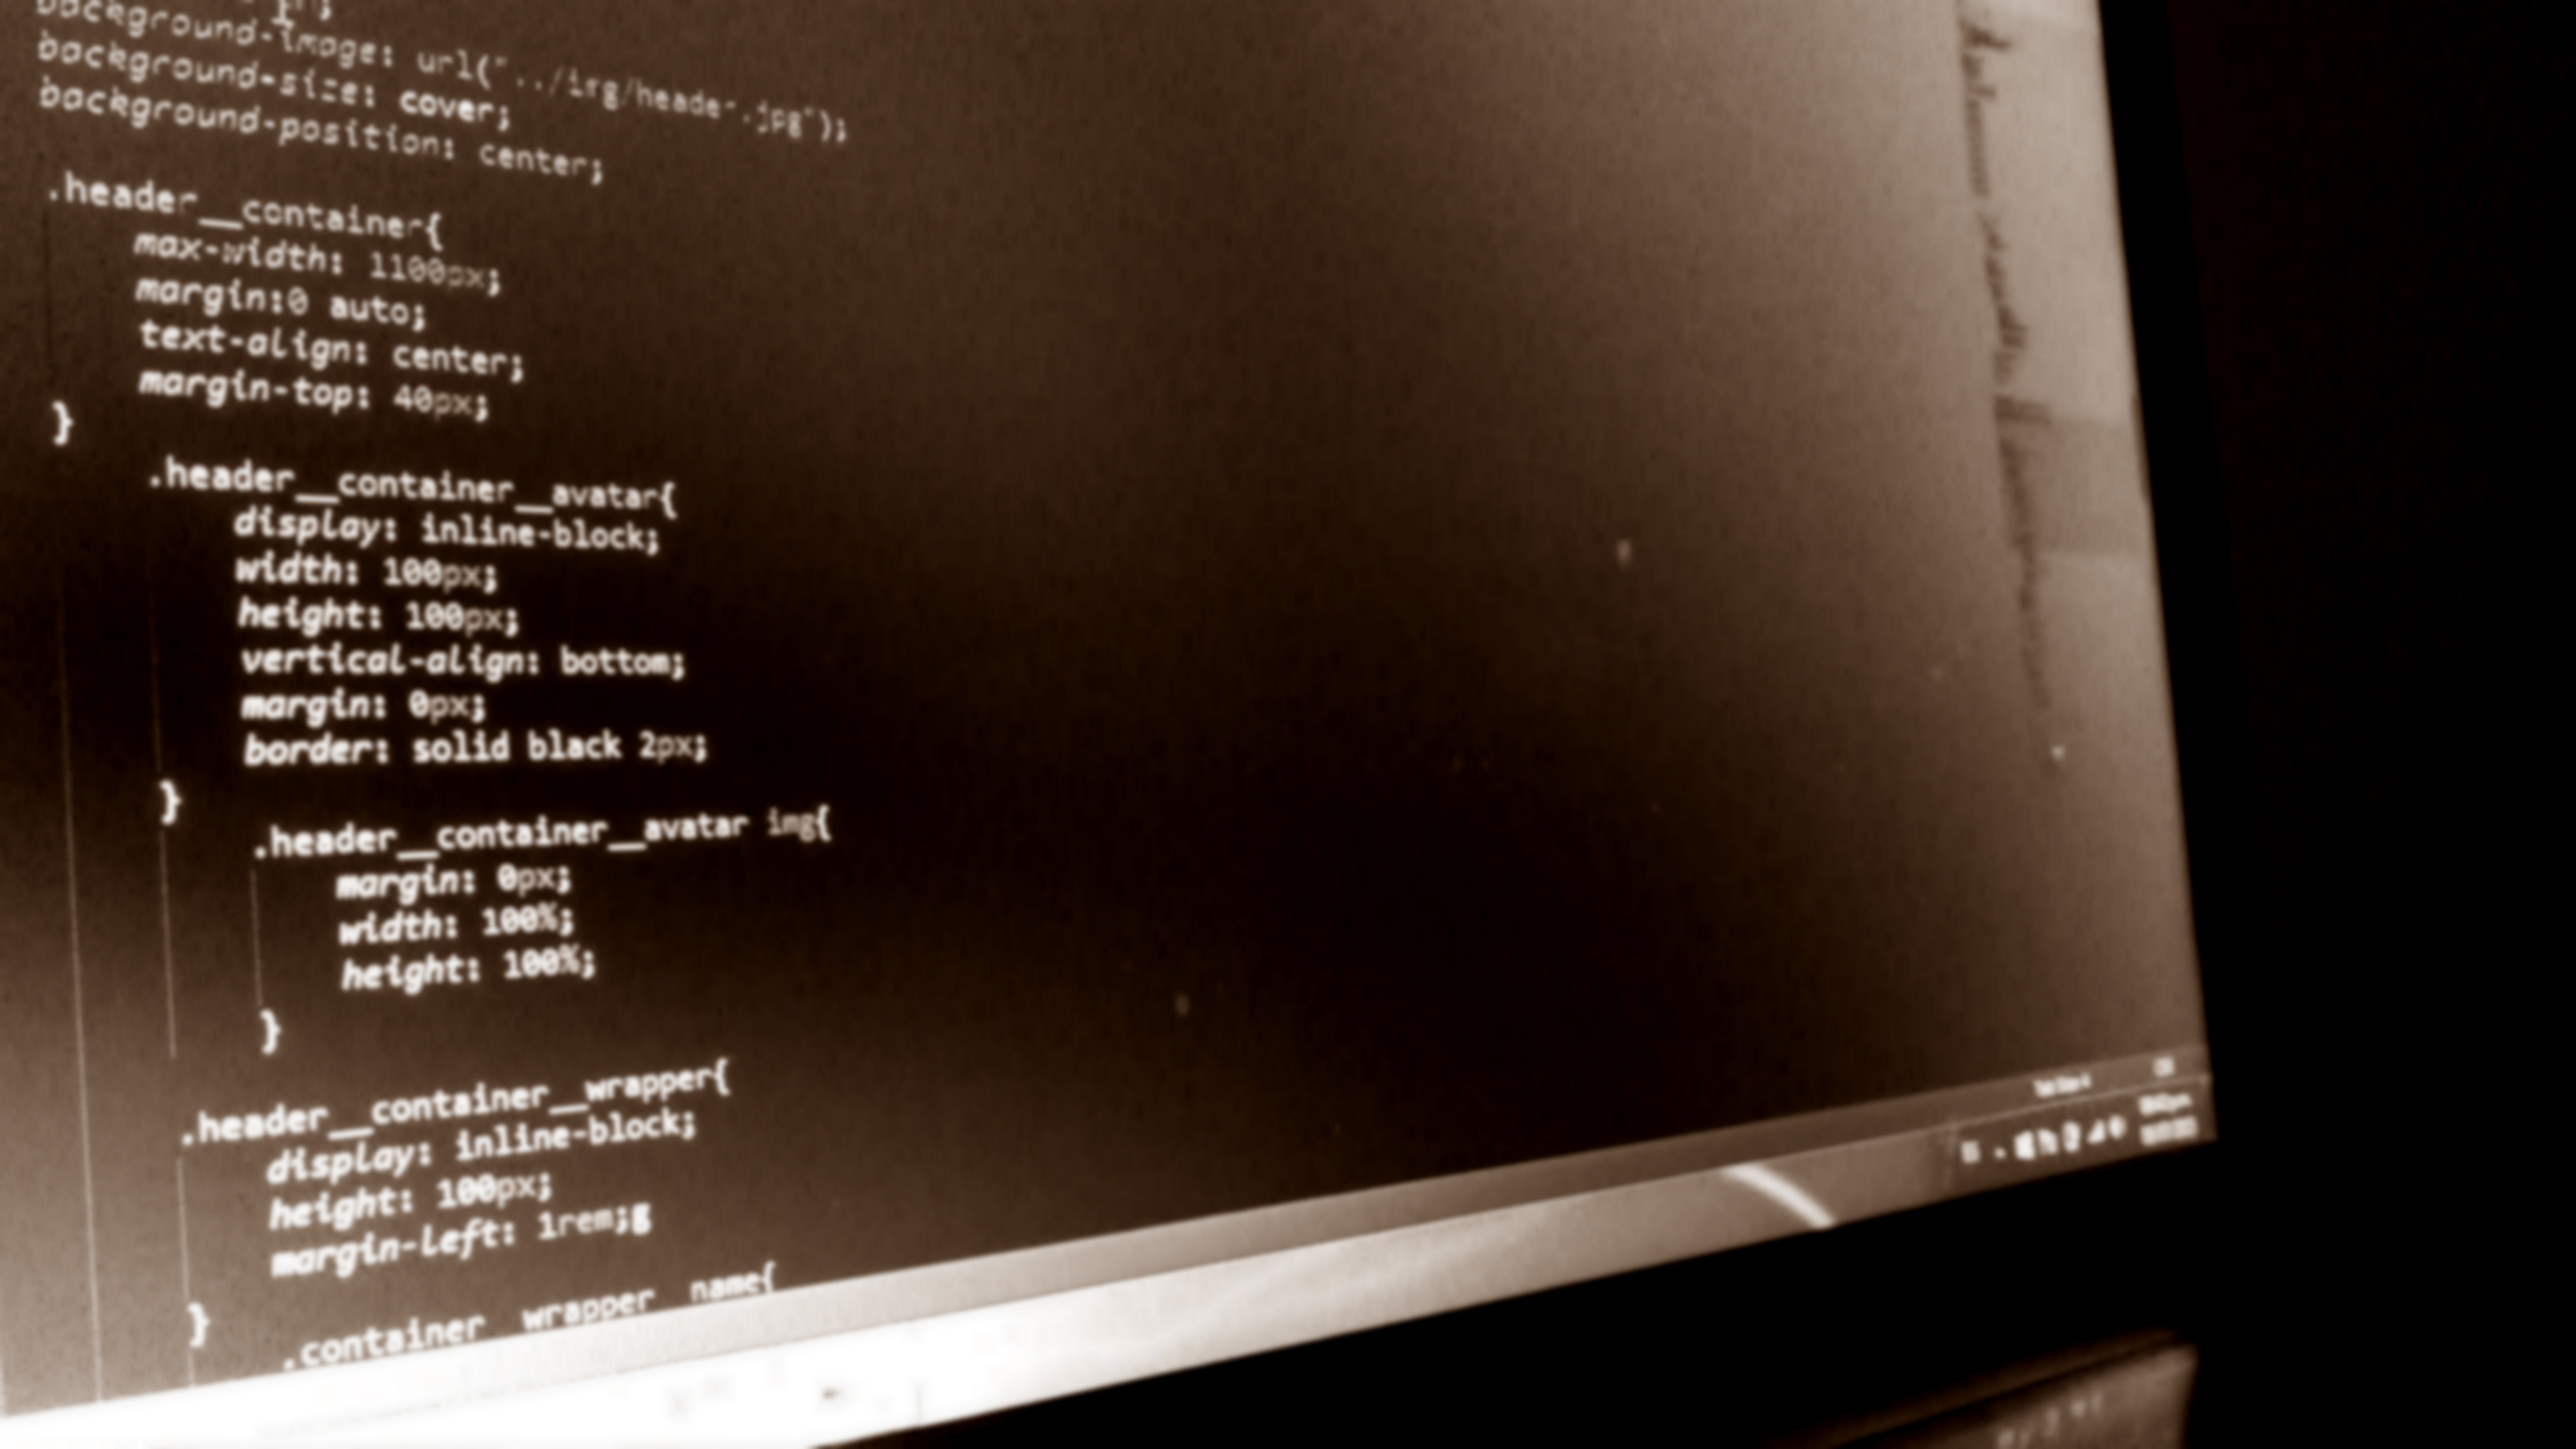 background-image: url("../img/header.jpg");
background-size: cover;
background-position: center;
.header__container{
max-width: 1100px;
margin:0 auto;
text-align: center;
margin-top: 40px;
}
.header__container__avatar{
display: inline-block;
width: 100px;
height: 100px;
vertical-align: bottom;
margin: 0px;
border: solid black 2px;
}
.header__container__avatar img{
margin: 0px;
width: 100%;
height: 100%;
}
.header__container__wrapper{
display: inline-block;
height: 100px;
margin-left: 1rem;g
}
.container__wrapper__name{